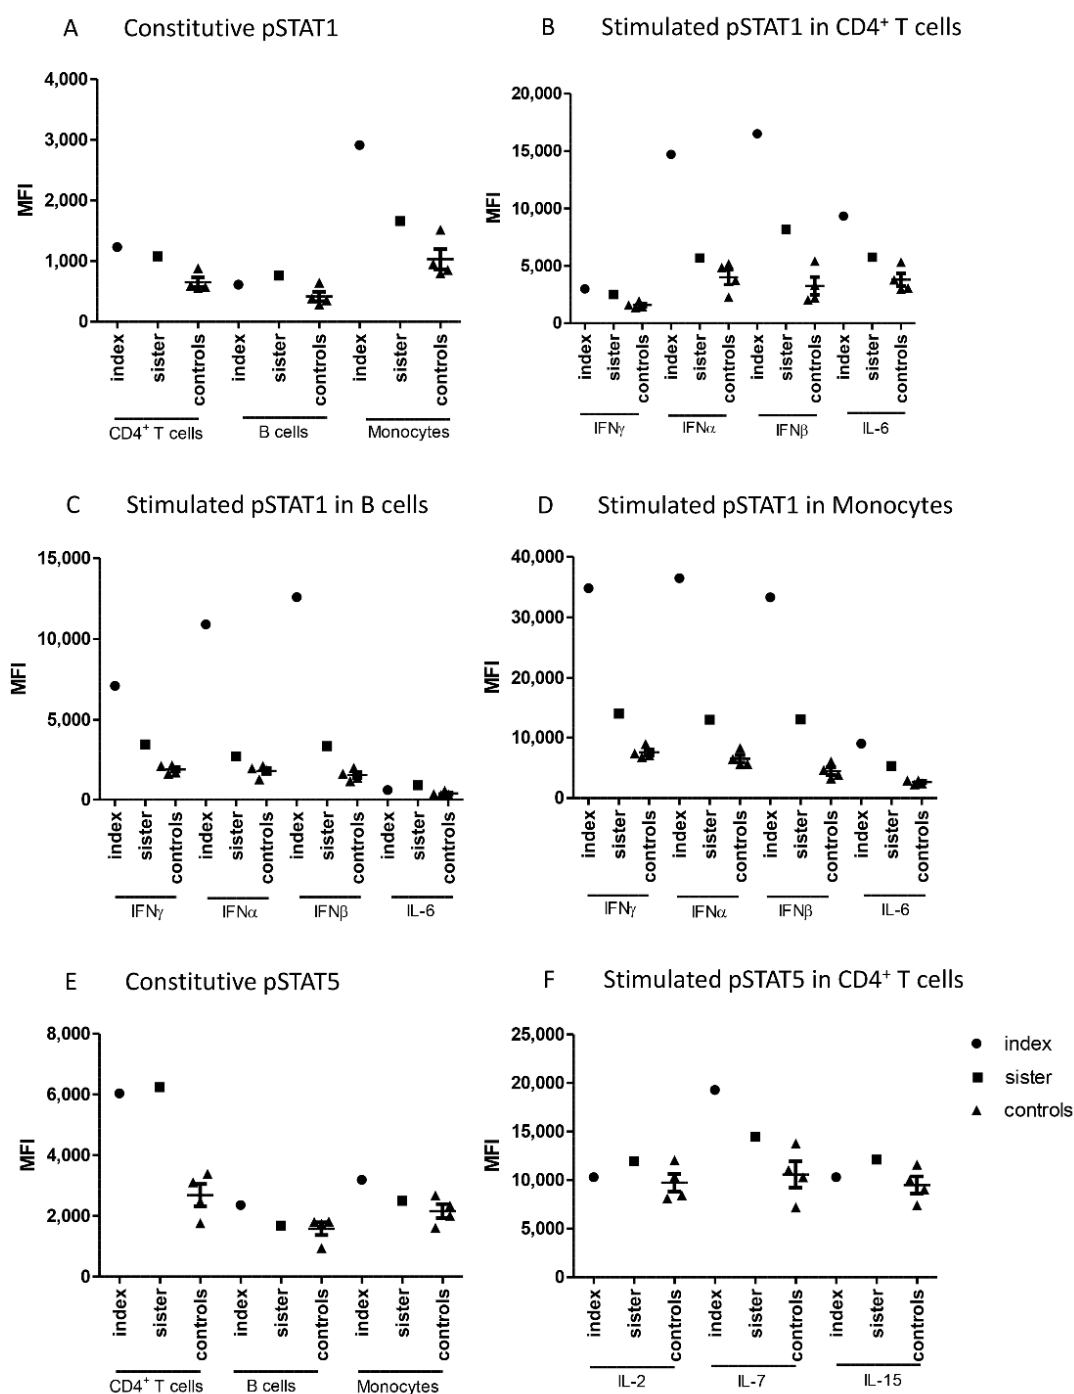 A Constitutive pSTAT1
MFI
4,000
3,000
2,000
1,000
0
index sister controls index sister controls index sister controls
CD4⁺ T cells B cells Monocytes
B Stimulated pSTAT1 in CD4⁺ T cells
MFI
20,000
15,000
10,000
5,000
0
index sister controls index sister controls index sister controls index sister controls
IFNγ IFNα IFNβ IL-6
C Stimulated pSTAT1 in B cells
MFI
15,000
10,000
5,000
0
index sister controls index sister controls index sister controls index sister controls
IFNγ IFNα IFNβ IL-6
D Stimulated pSTAT1 in Monocytes
MFI
40,000
30,000
20,000
10,000
0
index sister controls index sister controls index sister controls index sister controls
IFNγ IFNα IFNβ IL-6
E Constitutive pSTAT5
MFI
8,000
6,000
4,000
2,000
0
index sister controls index sister controls index sister controls
CD4⁺ T cells B cells Monocytes
F Stimulated pSTAT5 in CD4⁺ T cells
MFI
25,000
20,000
15,000
10,000
5,000
0
index sister controls index sister controls index sister controls
IL-2 IL-7 IL-15
index
sister
controls